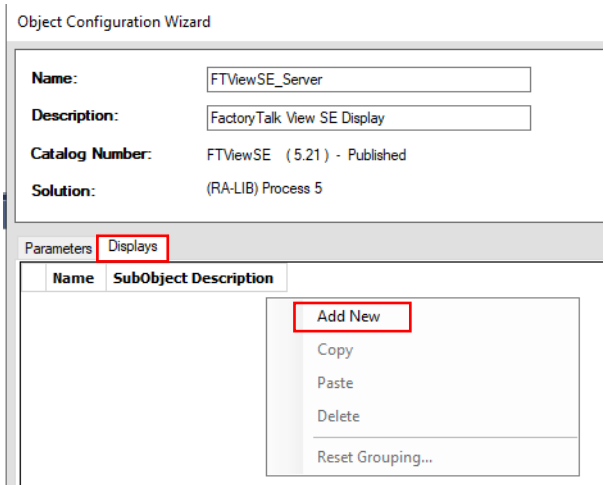 Object Configuration Wizard
Name: FTViewSE_Server
Description: FactoryTalk View SE Display
Catalog Number: FTViewSE ( 5.21 ) - Published
Solution: (RA-LIB) Process 5
Parameters Displays
Name SubObject Description
Add New
Copy
Paste
Delete
Reset Grouping...